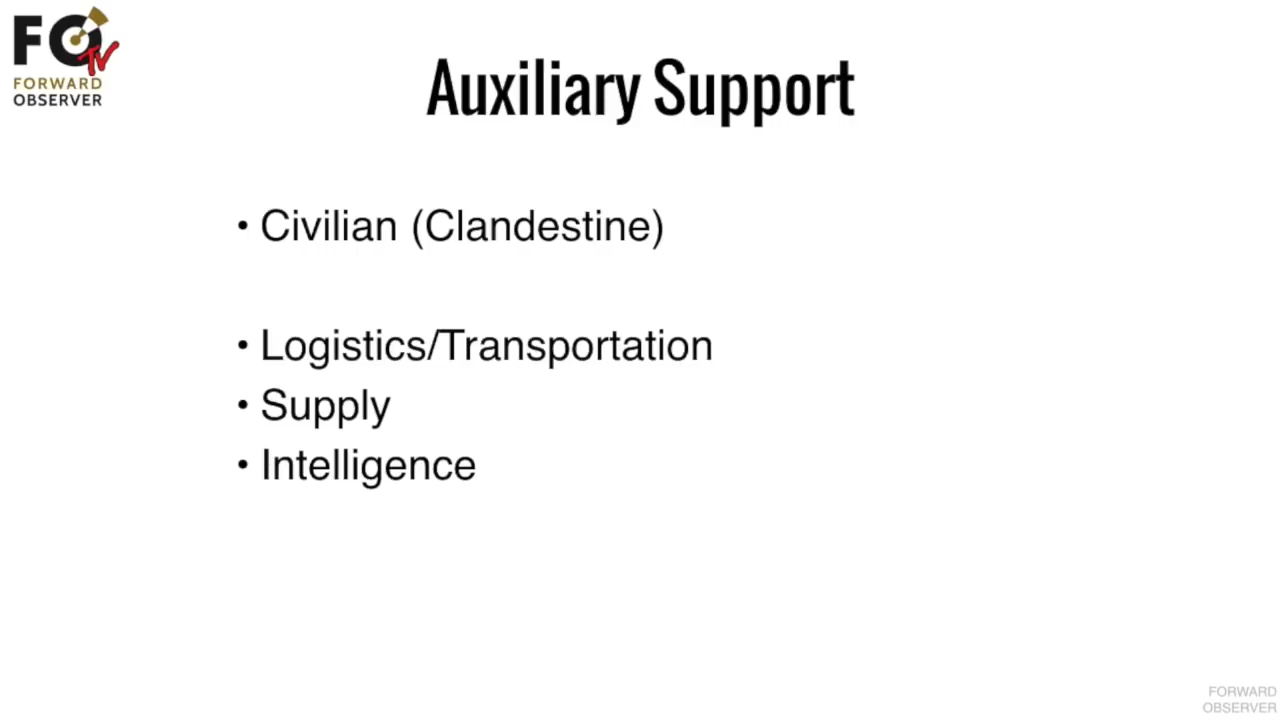 FO
TV
FORWARD
OBSERVER
Auxiliary Support
• Civilian (Clandestine)
• Logistics/Transportation
• Supply
• Intelligence
FORWARD
OBSERVER